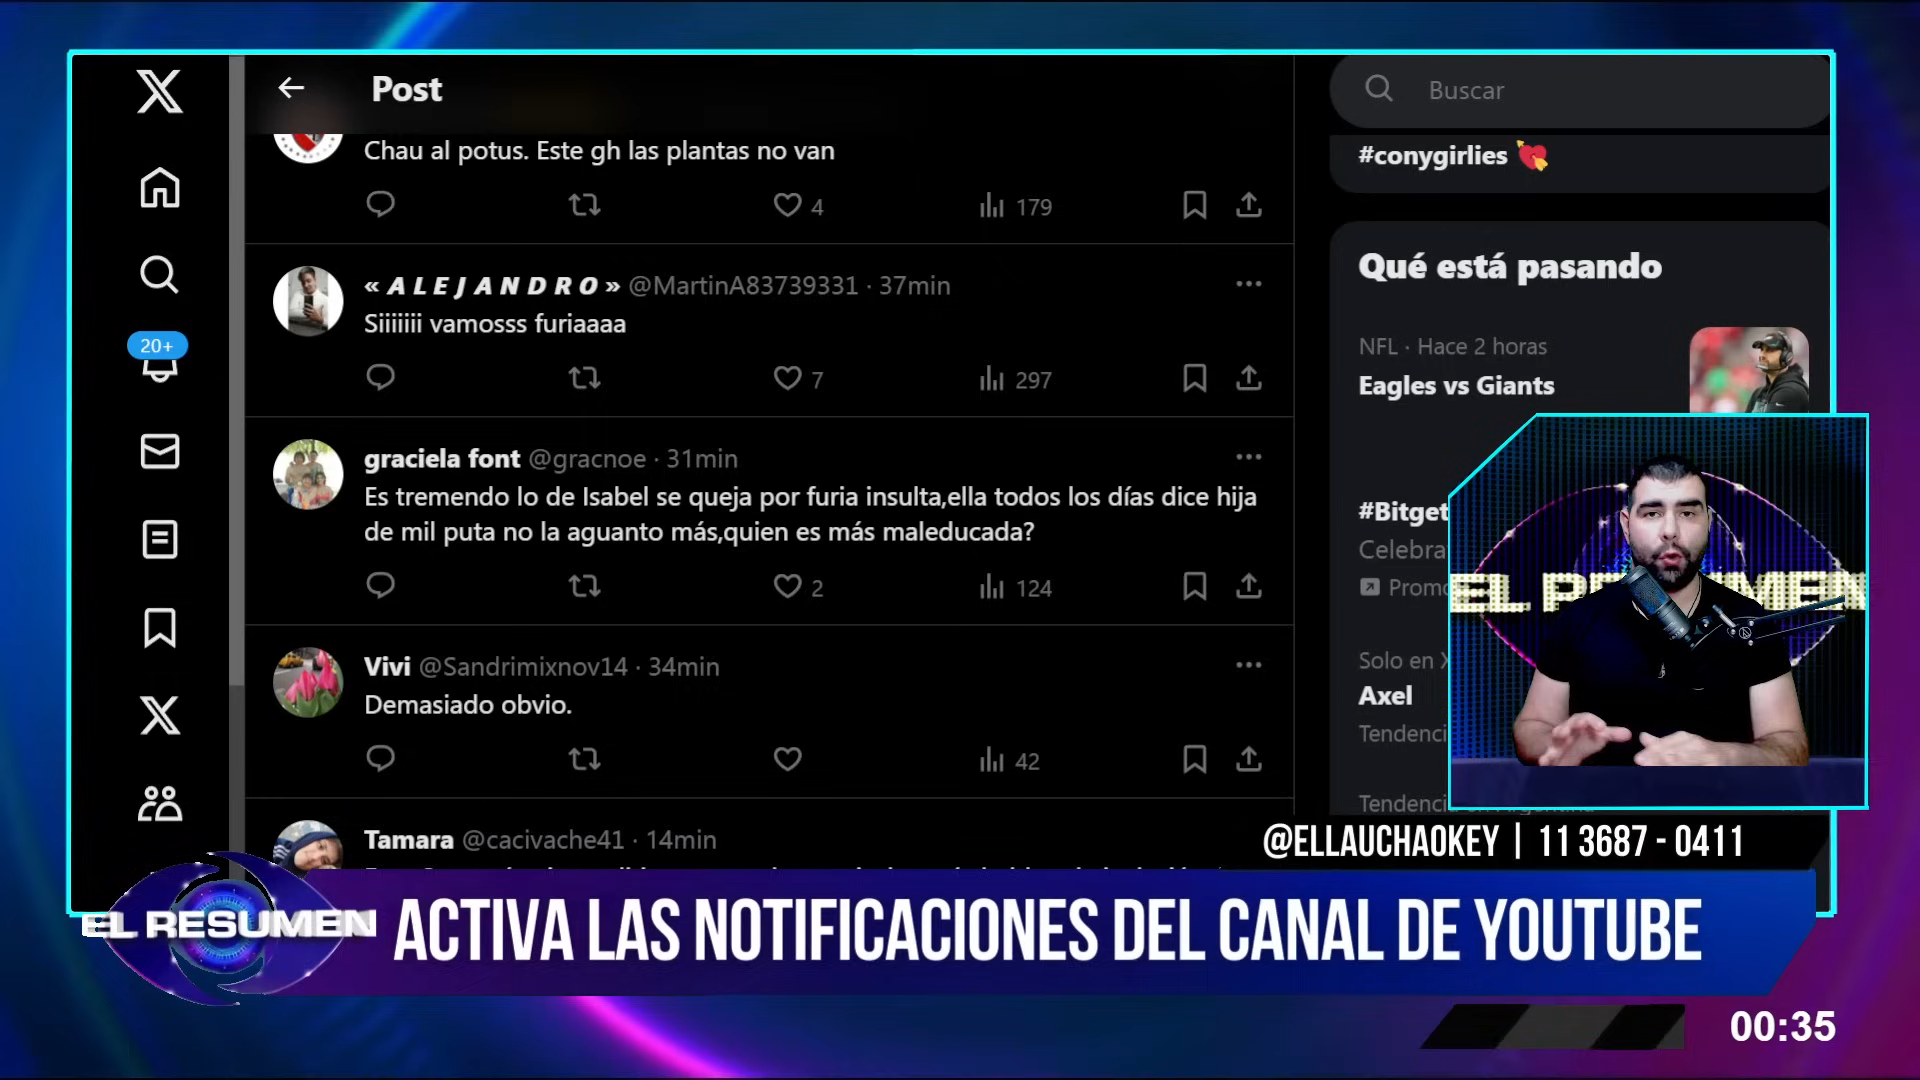 Post
Buscar
Chau al potus. Este gh las plantas no van
4
179
#conygirlies 💘
« ALEJANDRO » @MartinA83739331 · 37min
Siiiiiii vamosss furiaaaa
7
297
graciela font @gracnoe · 31min
Es tremendo lo de Isabel se queja por furia insulta,ella todos los días dice hija
de mil puta no la aguanto más,quien es más maleducada?
2
124
Vivi @Sandrimixnov14 · 34min
Demasiado obvio.
42
Tamara @cacivache41 · 14min
20+
Qué está pasando
NFL · Hace 2 horas
Eagles vs Giants
#Bitget
Celebra
Promo
Solo en X
Axel
Tendenci
EL RESUMEN
@ELLAUCHAOKEY | 11 3687 - 0411
EL RESUMEN
ACTIVA LAS NOTIFICACIONES DEL CANAL DE YOUTUBE
00:35